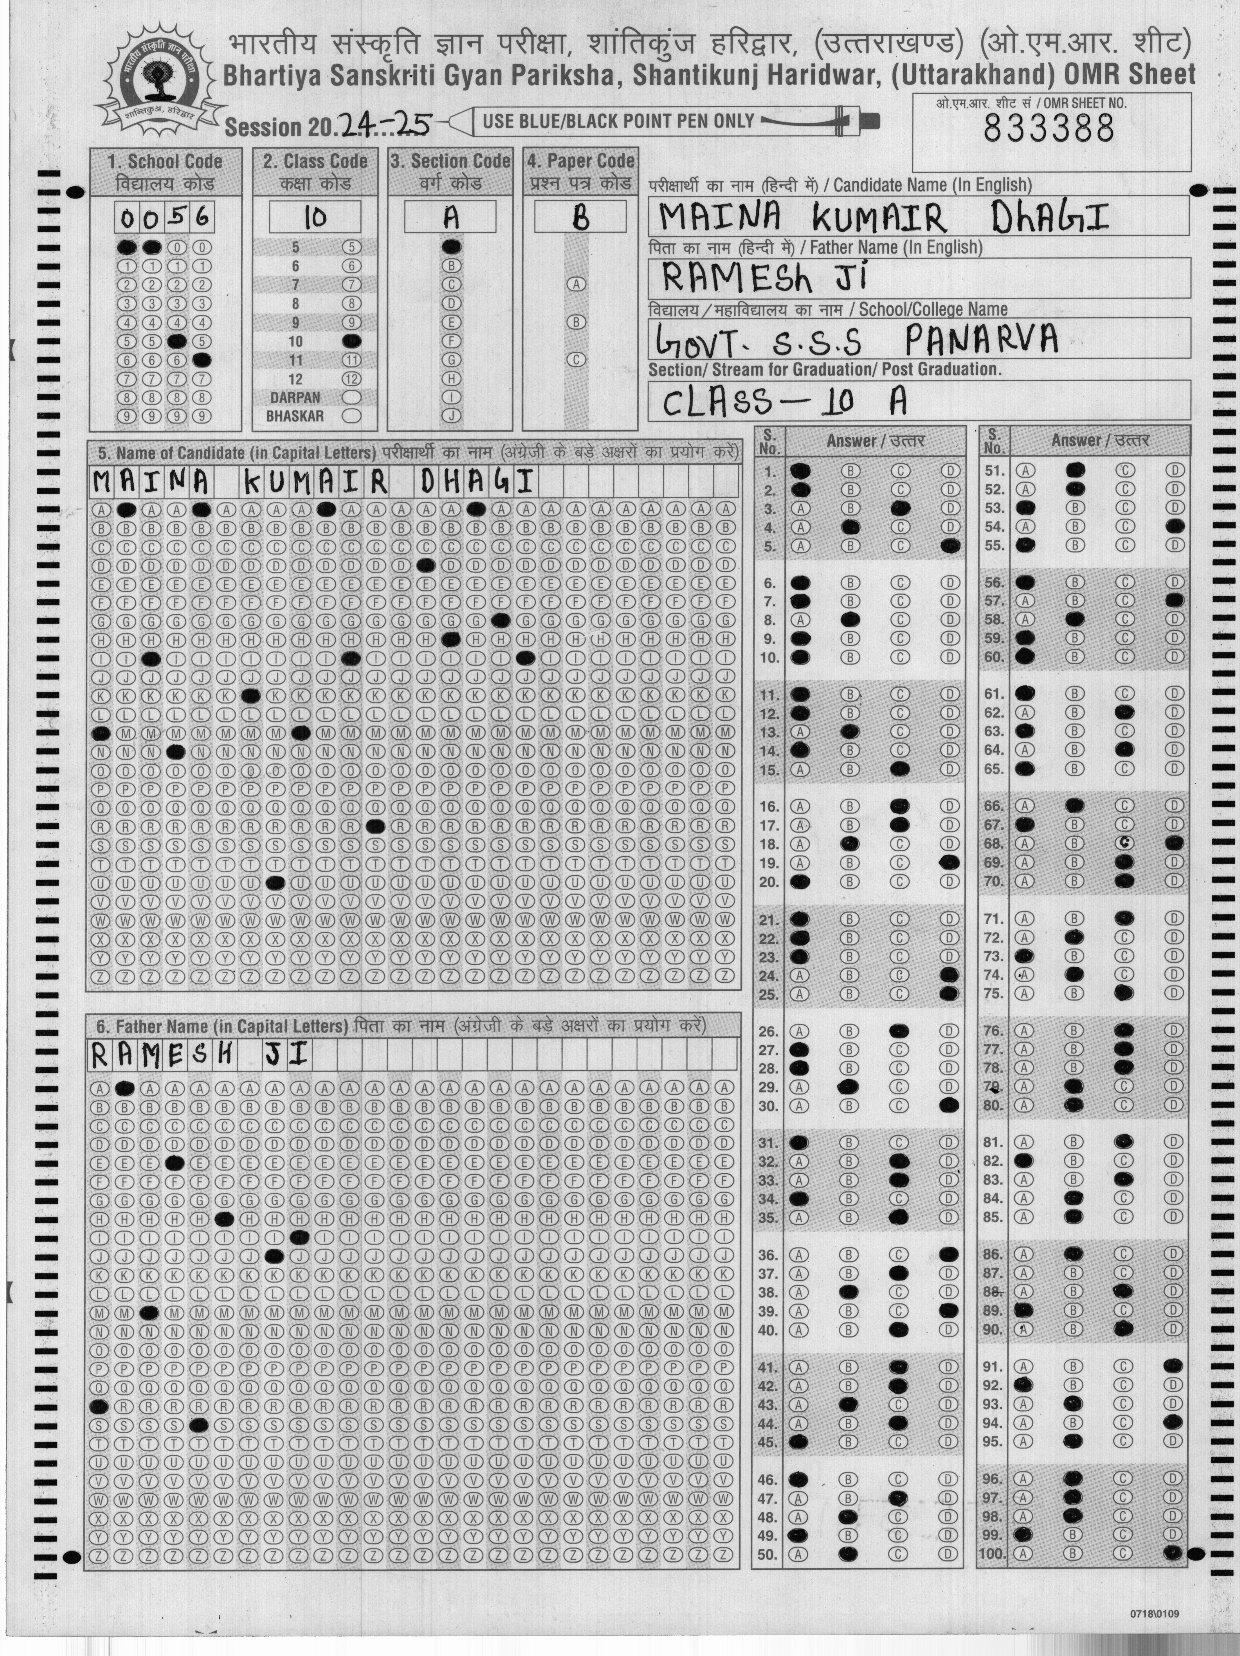 भारतीय संस्कृति ज्ञान परीक्षा, शांतिकुंज हरिद्वार, (उत्तराखण्ड) (ओ.एम.आर. शीट)
Bhartiya Sanskriti Gyan Pariksha, Shantikunj Haridwar, (Uttarakhand) OMR Sheet
Session 20.24-25 USE BLUE/BLACK POINT PEN ONLY
ओ.एम.आर. शीट सं / OMR SHEET NO.
833388
1. School Code
विद्यालय कोड
0 0 5 6
2. Class Code
कक्षा कोड
10
5
6
7
8
9
10
11
12
DARPAN
BHASKAR
3. Section Code
वर्ग कोड
A
4. Paper Code
प्रश्न पत्र कोड
B
परीक्षार्थी का नाम (हिन्दी में) / Candidate Name (In English)
MAINA KUMAIR DhAGI
पिता का नाम (हिन्दी में) / Father Name (In English)
RAMESh Ji
विद्यालय/महाविद्यालय का नाम / School/College Name
GOVT. S.S.S PANARVA
Section/ Stream for Graduation/ Post Graduation.
CLASS - 10 A
5. Name of Candidate (in Capital Letters) परीक्षार्थी का नाम (अंग्रेजी के बड़े अक्षरों का प्रयोग करें)
MAINA KUMAIR DHAGI
6. Father Name (in Capital Letters) पिता का नाम (अंग्रेजी के बड़े अक्षरों का प्रयोग करें)
RAMESH JI
S. No. Answer / उत्तर
S. No. Answer / उत्तर
0718\0109